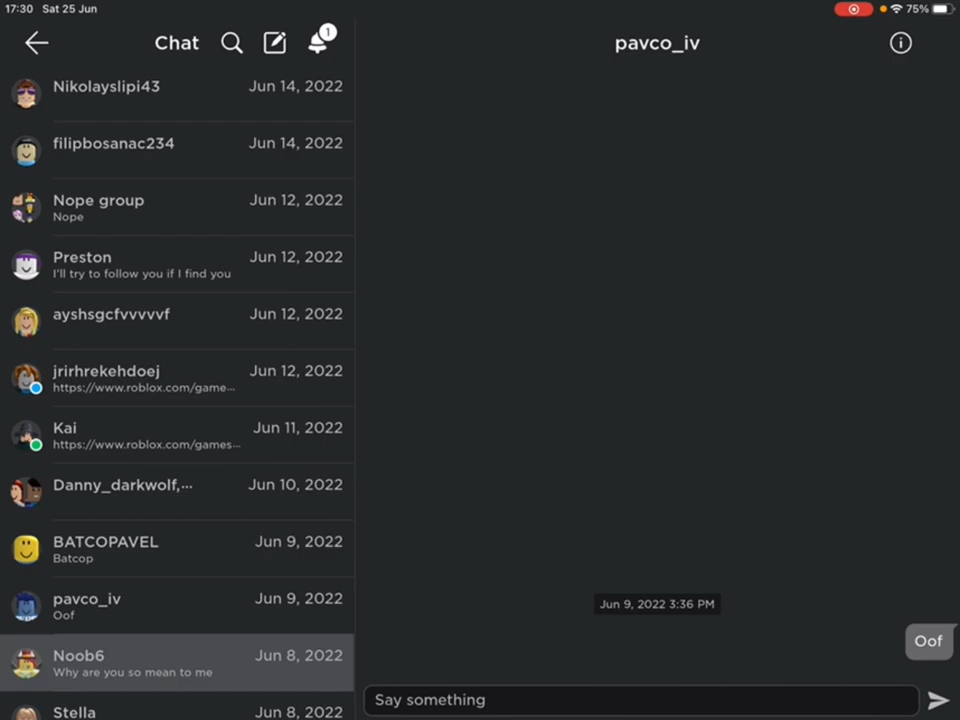 17:30 Sat 25 Jun
75%
Chat
1
Nikolayslipi43 Jun 14, 2022
filipbosanac234 Jun 14, 2022
Nope group Jun 12, 2022
Nope
Preston Jun 12, 2022
I'll try to follow you if I find you
ayshsgcfvvvvvf Jun 12, 2022
jrirhrekehdoej Jun 12, 2022
https://www.roblox.com/game...
Kai Jun 11, 2022
https://www.roblox.com/games...
Danny_darkwolf,... Jun 10, 2022
BATCOPAVEL Jun 9, 2022
Batcop
pavco_iv Jun 9, 2022
Oof
Noob6 Jun 8, 2022
Why are you so mean to me
Stella Jun 8, 2022
pavco_iv
Jun 9, 2022 3:36 PM
Oof
Say something